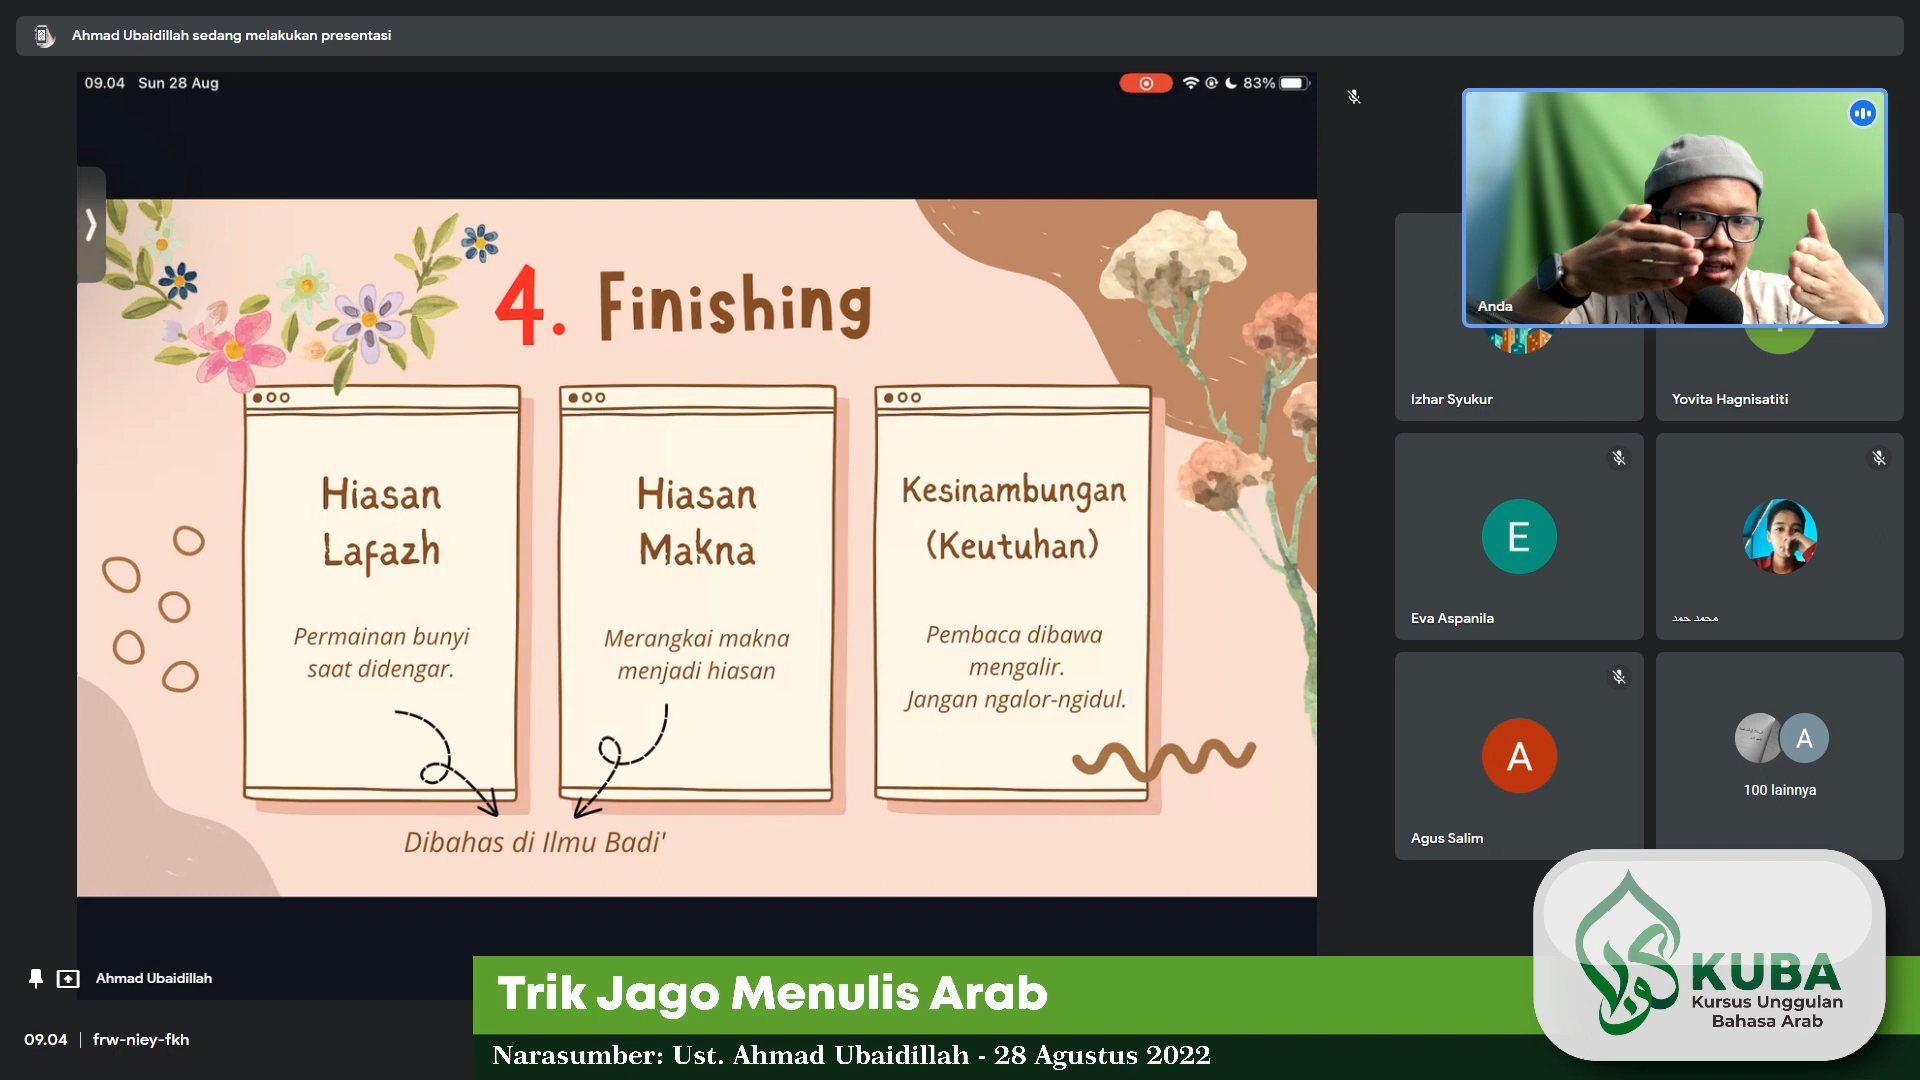 Ahmad Ubaidillah sedang melakukan presentasi
09.04 Sun 28 Aug
83%
4. Finishing
Hiasan
Lafazh
Permainan bunyi
saat didengar.
Hiasan
Makna
Merangkai makna
menjadi hiasan
Kesinambungan
(Keutuhan)
Pembaca dibawa
mengalir.
Jangan ngalor-ngidul.
Dibahas di Ilmu Badi'
Anda
Izhar Syukur
Yovita Hagnisatiti
E
Eva Aspanila
محمد حمد
A
Agus Salim
A
100 lainnya
Ahmad Ubaidillah
09.04 | frw-niey-fkh
Trik Jago Menulis Arab
Narasumber: Ust. Ahmad Ubaidillah - 28 Agustus 2022
KUBA
Kursus Unggulan
Bahasa Arab